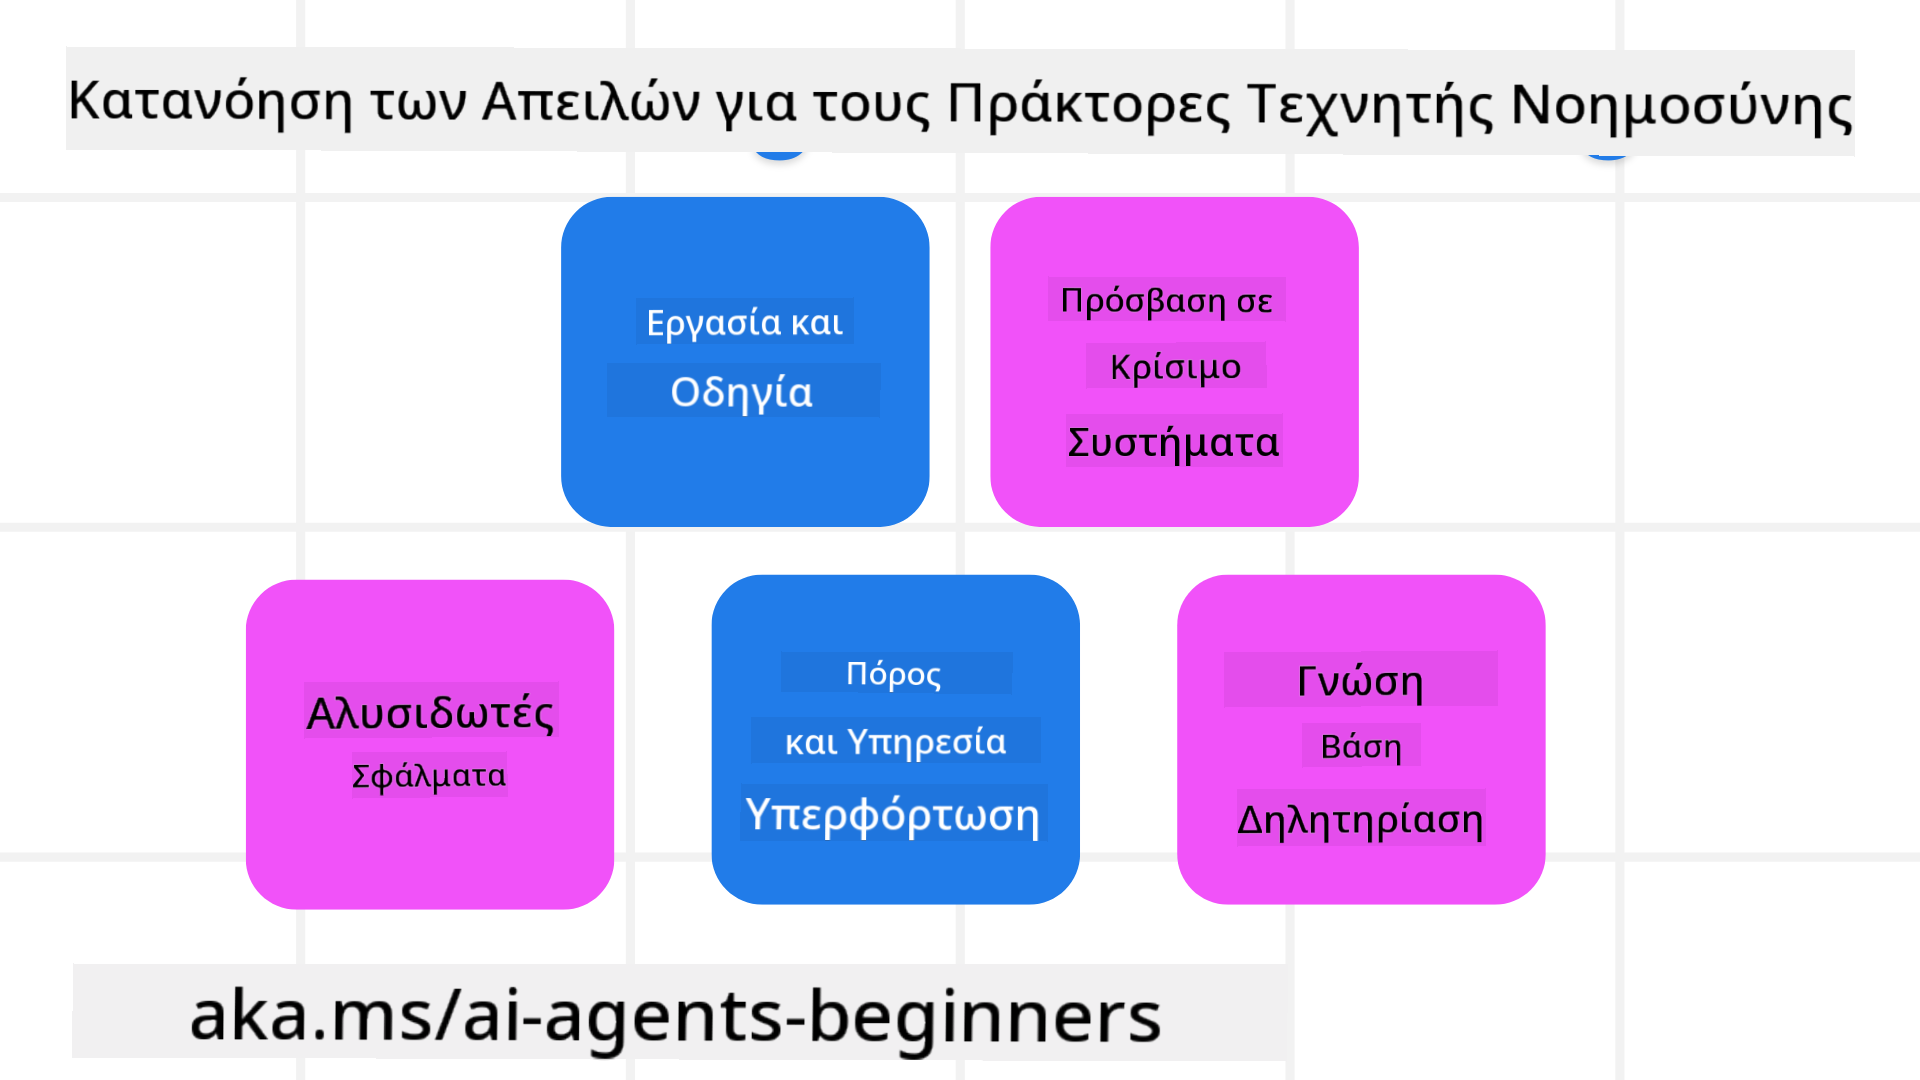 Κατανόηση των Απειλών για τους Πράκτορες Τεχνητής Νοημοσύνης
Εργασία και
Οδηγία
Πρόσβαση σε
Κρίσιμο
Συστήματα
Αλυσιδωτές
Σφάλματα
Πόρος
και Υπηρεσία
Υπερφόρτωση
Γνώση
Βάση
Δηλητηρίαση
aka.ms/ai-agents-beginners